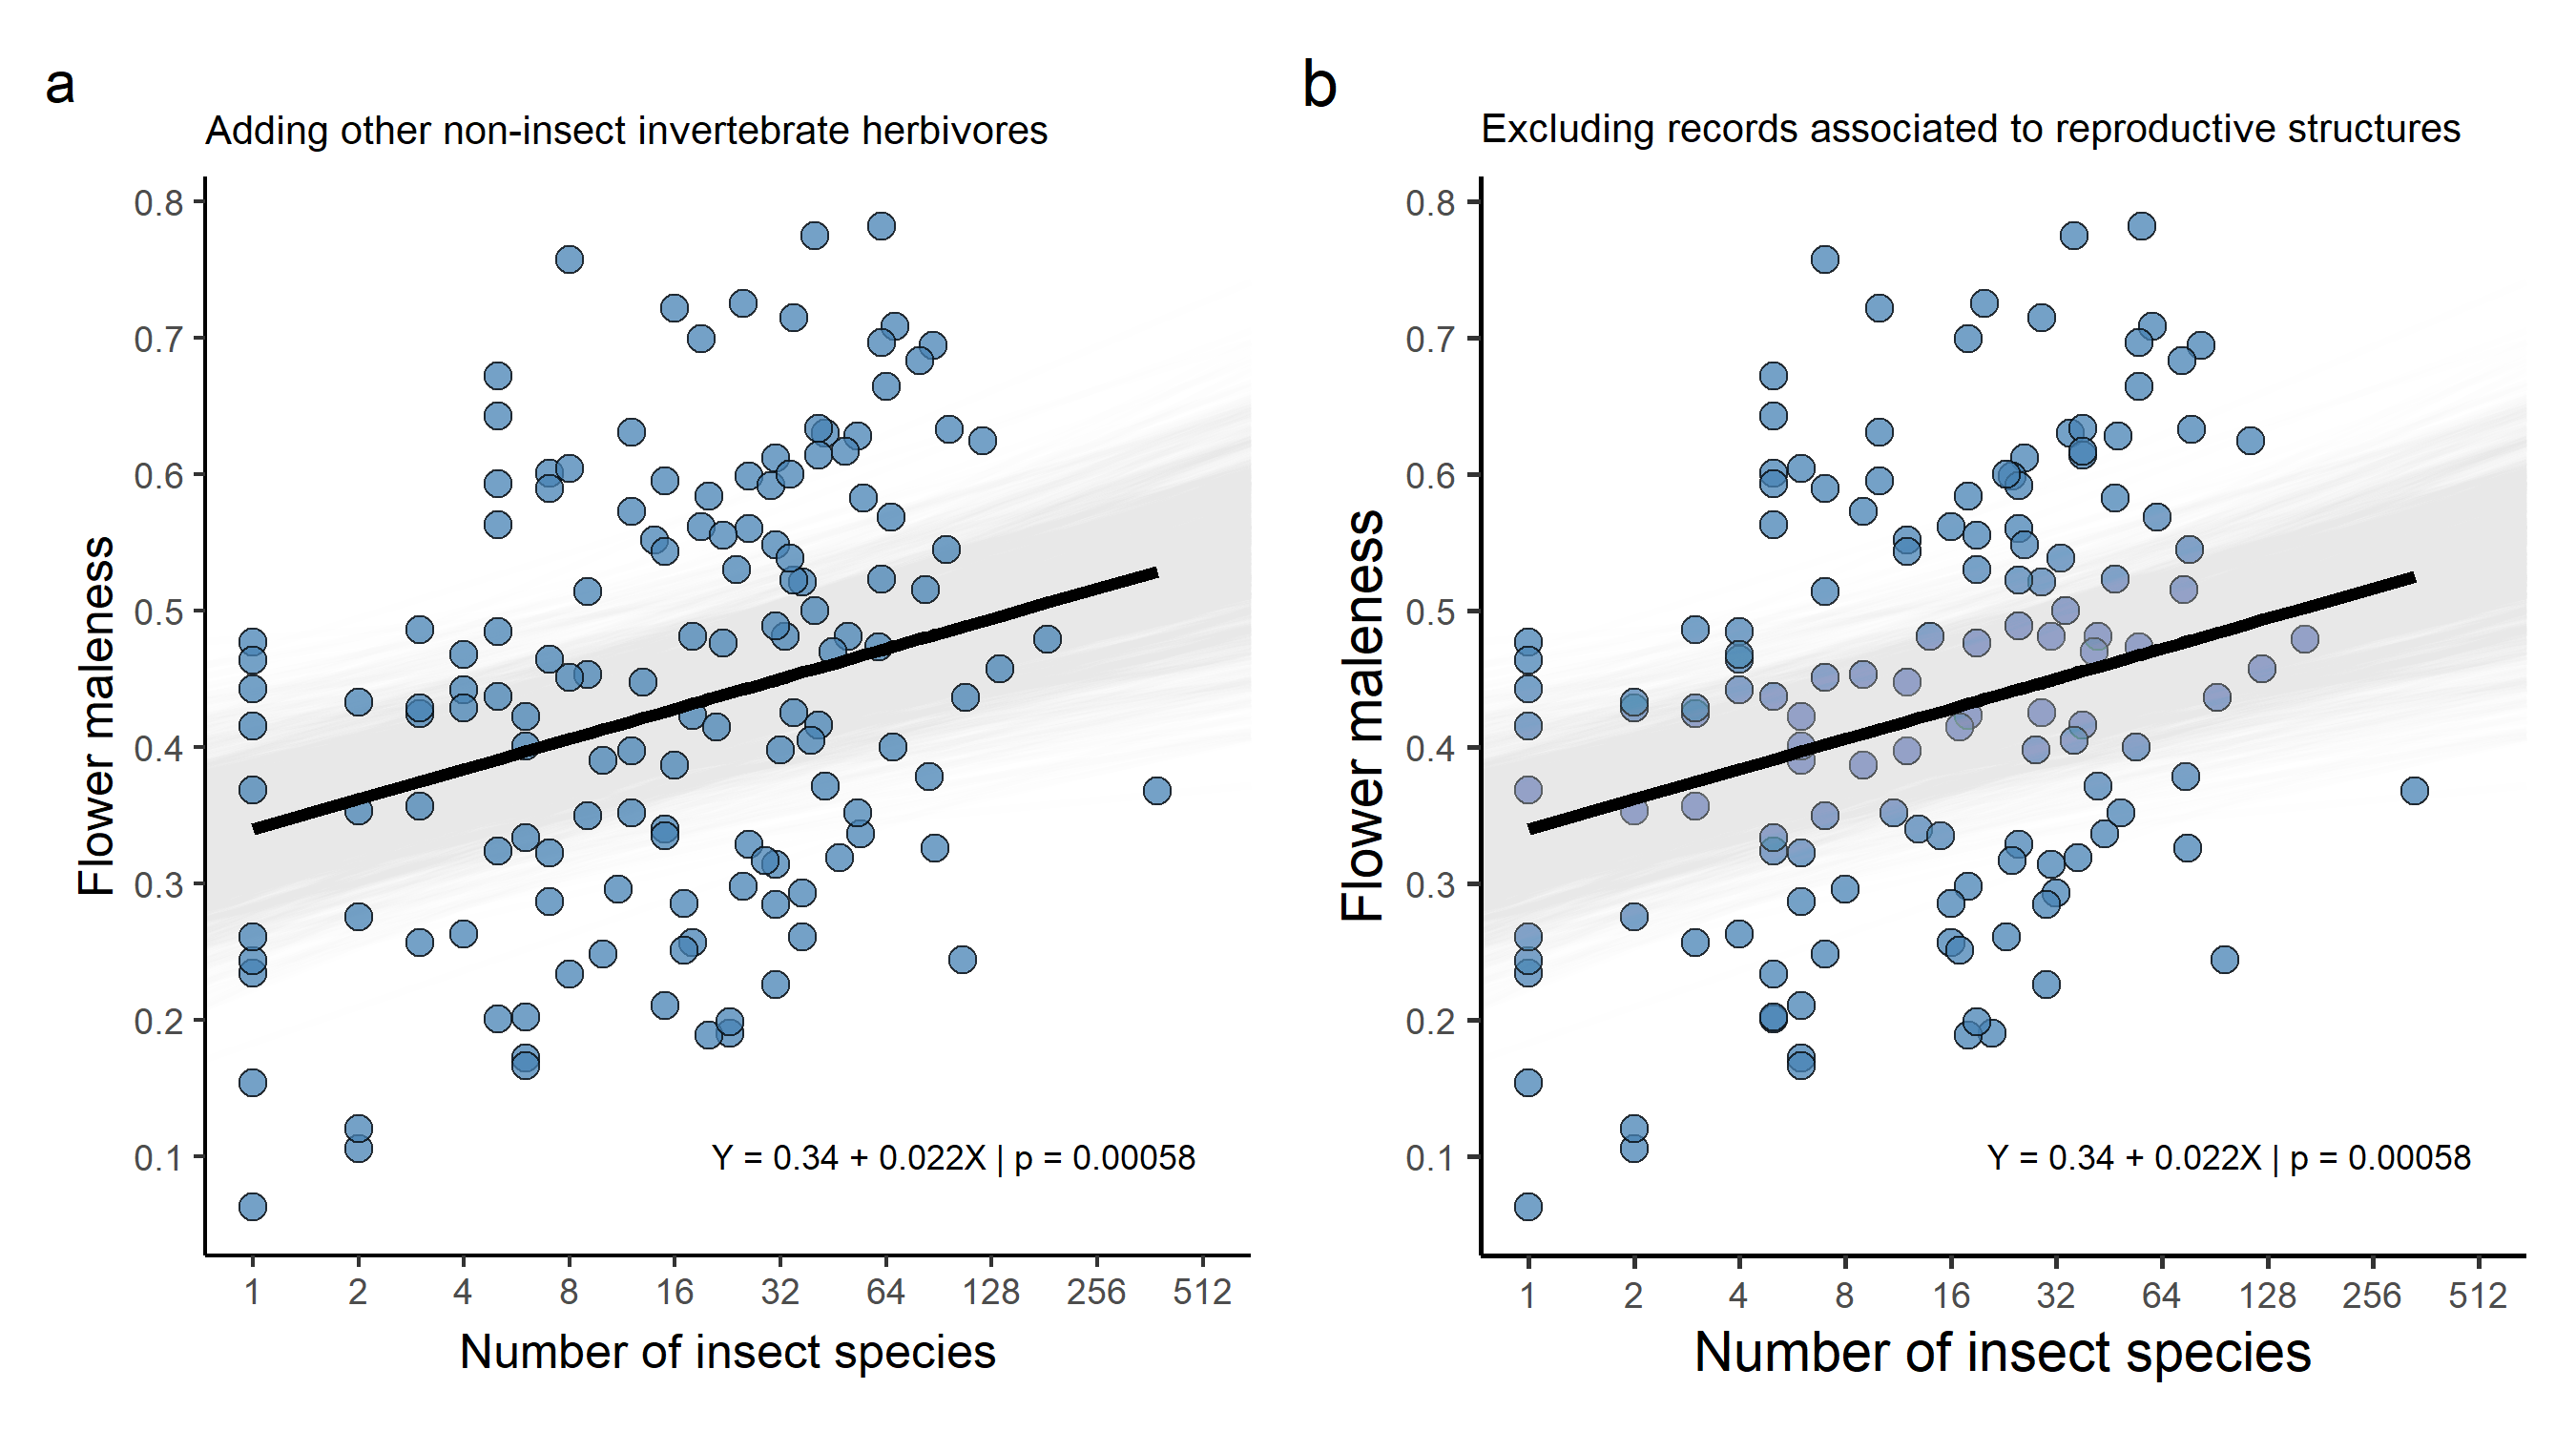 a
Adding other non-insect invertebrate herbivores
0.8
0.7
0.6
0.5
0.4
0.3
0.2
0.1
Flower maleness
Y = 0.34 + 0.022X | p = 0.00058
1 2 4 8 16 32 64 128 256 512
Number of insect species
b
Excluding records associated to reproductive structures
0.8
0.7
0.6
0.5
0.4
0.3
0.2
0.1
Flower maleness
Y = 0.34 + 0.022X | p = 0.00058
1 2 4 8 16 32 64 128 256 512
Number of insect species